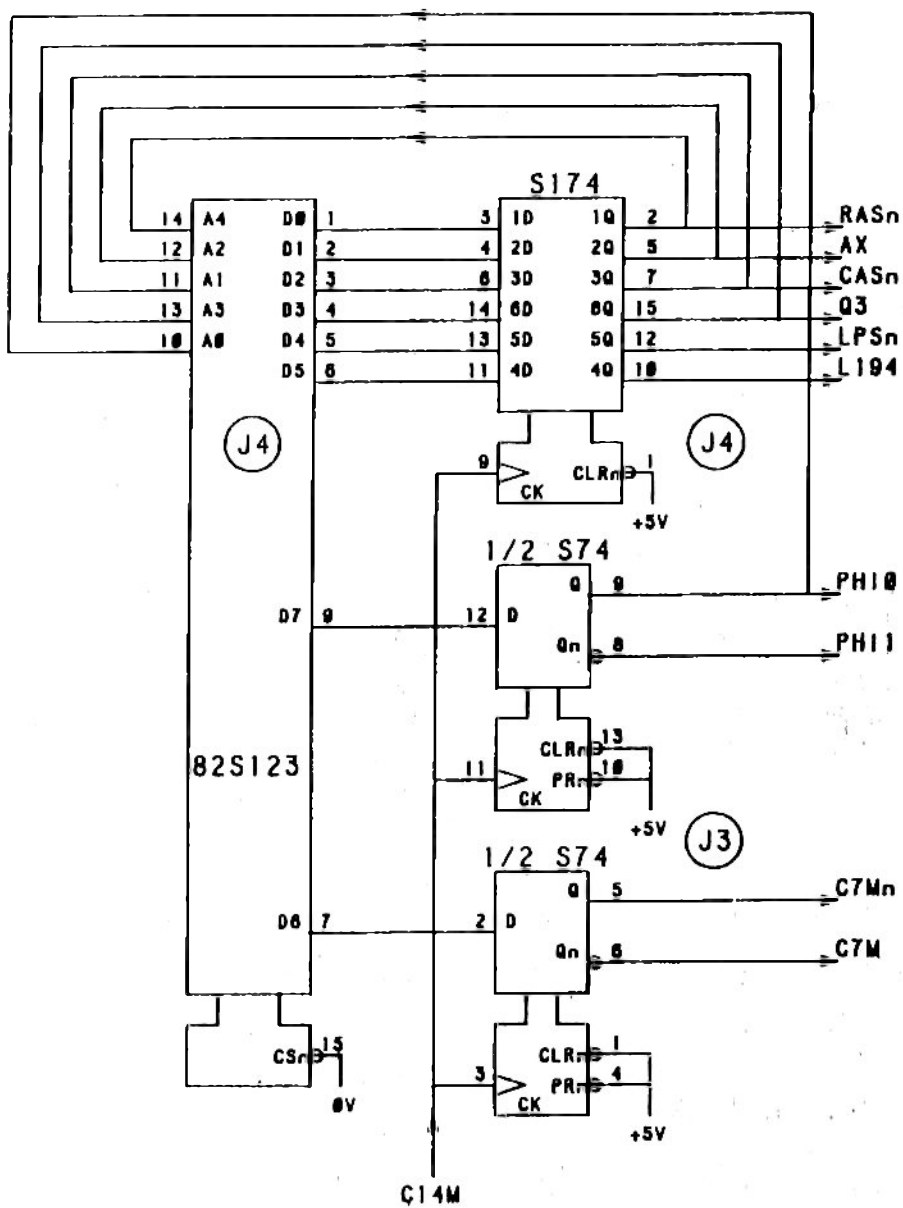 S174
14 A4 D0 1 3 1D 1Q 2 RASn
12 A2 D1 2 4 2D 2Q 5 AX
11 A1 D2 3 6 3D 3Q 7 CASn
13 A3 D3 4 14 6D 6Q 15 Q3
10 A0 D4 5 13 5D 5Q 12 LPSn
D5 6 11 4D 4Q 10 L194
J4
J4
9 CK CLRn 1
+5V
1/2 S74
Q 9 PHI0
D7 9 12 D
Qn 8 PHI1
82S123
CLRn 13
11 CK PRn 10
+5V
J3
1/2 S74
Q 5 C7Mn
D6 7 2 D
Qn 6 C7M
CSn 15
0V
CLRn 1
3 CK PRn 4
+5V
C14M